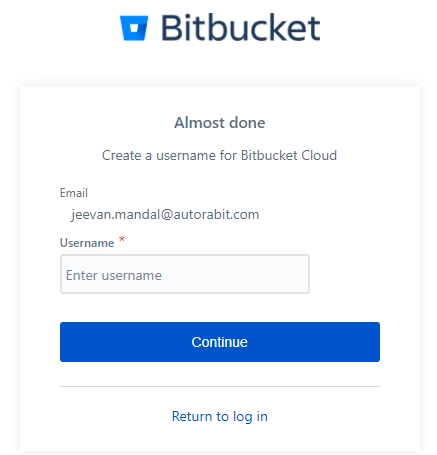 Bitbucket
Almost done
Create a username for Bitbucket Cloud
Email
jeevan.mandal@autorabit.com
Username *
Enter username
Continue
Return to log in